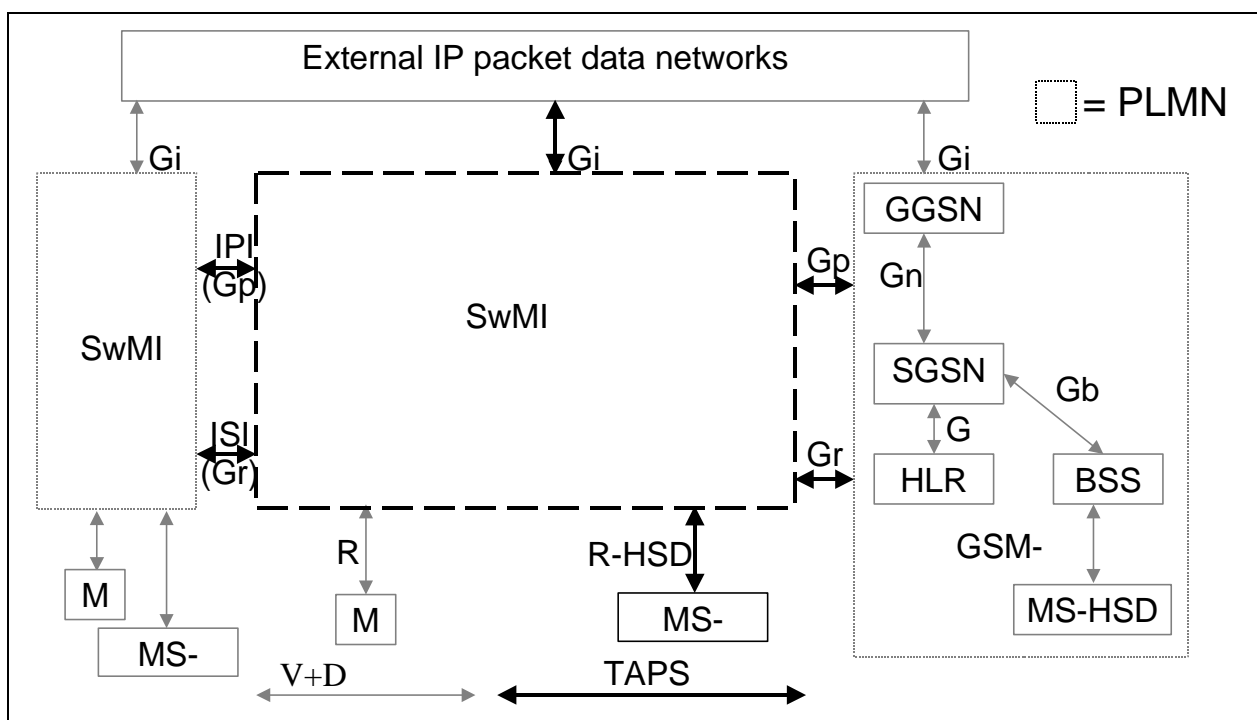 External IP packet data networks
= PLMN
Gi
Gi
Gi
GGSN
IPI
(Gp)
Gp
Gn
SwMI
SwMI
SGSN
Gb
G
ISI
(Gr)
Gr
HLR
BSS
R
R-HSD
GSM-
M
M
MS-
MS-HSD
MS-
V+D
TAPS